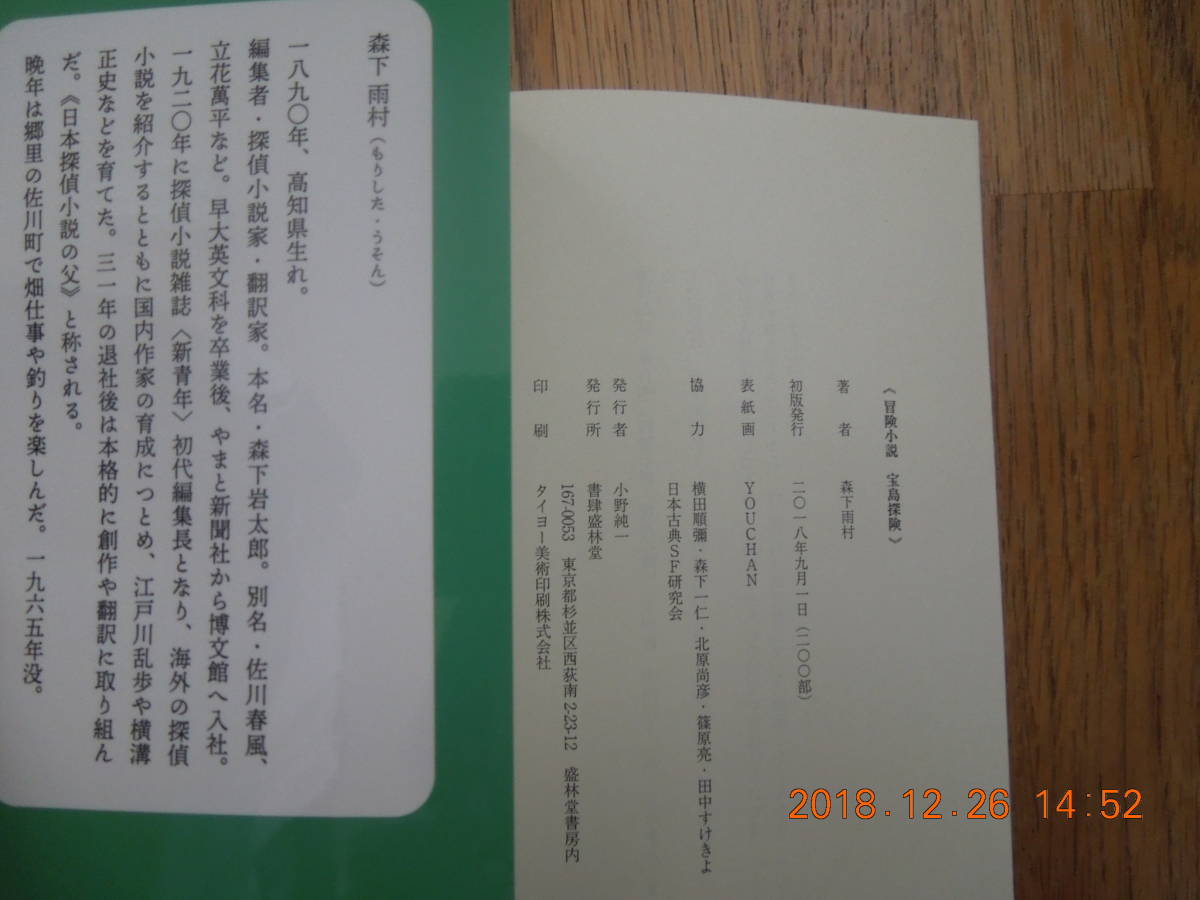 森下 雨村（もりした・うそん）
一八九〇年、高知県生れ。
編集者・探偵小説家・翻訳家。本名・森下岩太郎。別名・佐川春風、
立花萬平など。早大英文科を卒業後、やまと新聞社から博文館へ入社。
一九二〇年に探偵小説雑誌〈新青年〉初代編集長となり、海外の探偵
小説を紹介するとともに国内作家の育成につとめ、江戸川乱歩や横溝
正史などを育てた。三一年の退社後は本格的に創作や翻訳に取り組ん
だ。《日本探偵小説の父》と称される。
晩年は郷里の佐川町で畑仕事や釣りを楽しんだ。一九六五年没。
《冒険小説 宝島探険》
著者 森下雨村
初版発行 二〇一八年九月一日（二〇〇部）
表紙画 YOUCHAN
協力 横田順彌・森下一仁・北原尚彦・篠原亮・田中すけきよ
日本古典SF研究会
発行者 小野純一
発行所 書肆盛林堂
167-0053 東京都杉並区西荻南2-23-12 盛林堂書房内
印刷 タイヨー美術印刷株式会社
2018.12.26 14:52